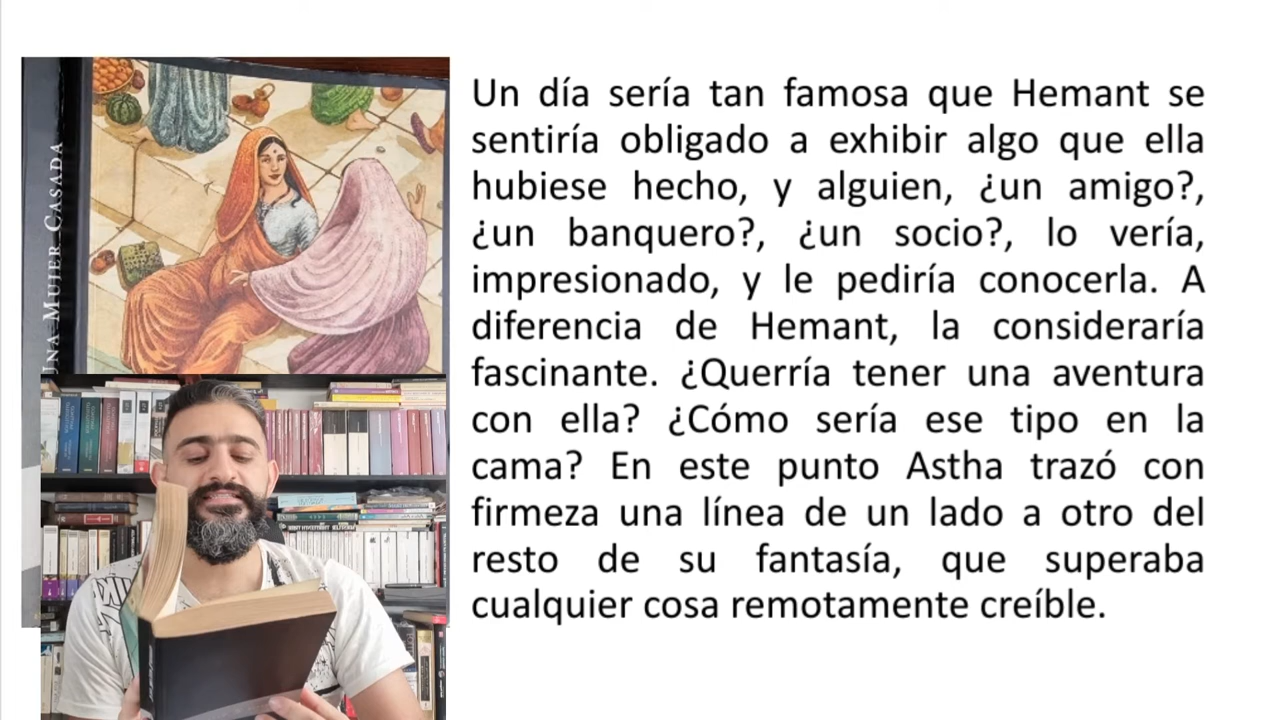 UNA MUJER CASADA
Un día sería tan famosa que Hemant se
sentiría obligado a exhibir algo que ella
hubiese hecho, y alguien, ¿un amigo?,
¿un banquero?, ¿un socio?, lo vería,
impresionado, y le pediría conocerla. A
diferencia de Hemant, la consideraría
fascinante. ¿Querría tener una aventura
con ella? ¿Cómo sería ese tipo en la
cama? En este punto Astha trazó con
firmeza una línea de un lado a otro del
resto de su fantasía, que superaba
cualquier cosa remotamente creíble.